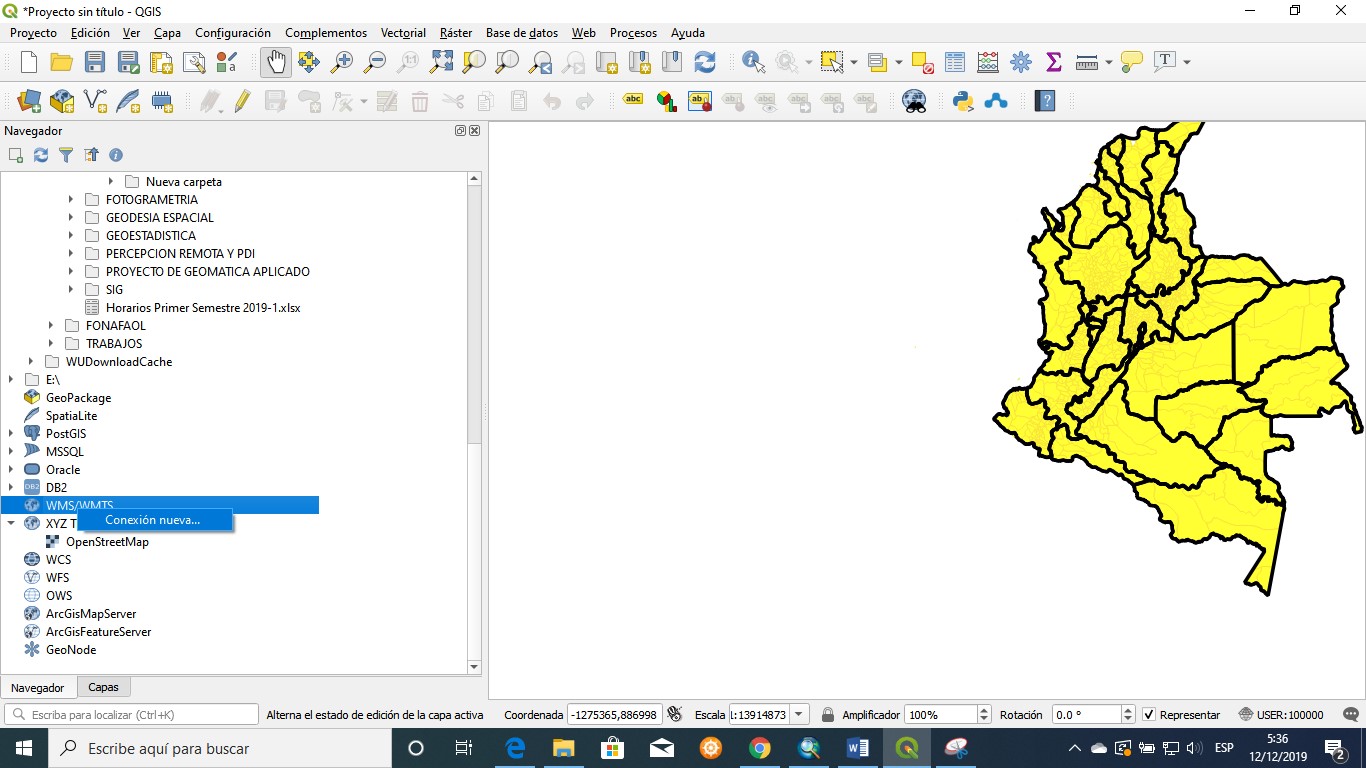 *Proyecto sin título - QGIS
Proyecto Edición Ver Capa Configuración Complementos Vectorial Ráster Base de datos Web Procesos Ayuda
Navegador
Nueva carpeta
FOTOGRAMETRIA
GEODESIA ESPACIAL
GEOESTADISTICA
PERCEPCION REMOTA Y PDI
PROYECTO DE GEOMATICA APLICADO
SIG
Horarios Primer Semestre 2019-1.xlsx
FONAFAOL
TRABAJOS
WUDownloadCache
E:\
GeoPackage
SpatiaLite
PostGIS
MSSQL
Oracle
DB2
WMS/WMTS
Conexión nueva...
XYZ T
OpenStreetMap
WCS
WFS
OWS
ArcGisMapServer
ArcGisFeatureServer
GeoNode
Navegador Capas
Escriba para localizar (Ctrl+K) Alterna el estado de edición de la capa activa Coordenada -1275365,886998 Escala 1:13914873 Amplificador 100% Rotación 0.0 ° Representar USER:100000
Escribe aquí para buscar ESP 5:36
12/12/2019 2